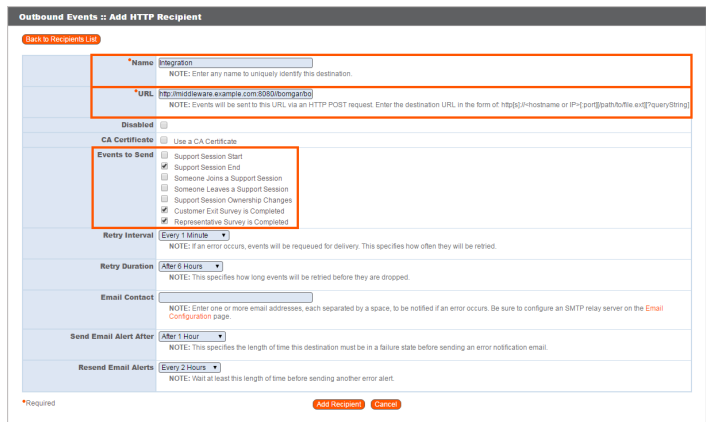 Outbound Events :: Add HTTP Recipient
Back to Recipients List
*Name Integration
NOTE: Enter any name to uniquely identify this destination.
*URL http://middleware.example.com:8080//bomgar/bo
NOTE: Events will be sent to this URL via an HTTP POST request. Enter the destination URL in the form of: http[s]://<hostname or IP>[:port][/path/to/file.ext][?queryString]
Disabled
CA Certificate Use a CA Certificate
Events to Send Support Session Start
Support Session End
Someone Joins a Support Session
Someone Leaves a Support Session
Support Session Ownership Changes
Customer Exit Survey is Completed
Representative Survey is Completed
Retry Interval Every 1 Minute
NOTE: If an error occurs, events will be requeued for delivery. This specifies how often they will be retried.
Retry Duration After 6 Hours
NOTE: This specifies how long events will be retried before they are dropped.
Email Contact
NOTE: Enter one or more email addresses, each separated by a space, to be notified if an error occurs. Be sure to configure an SMTP relay server on the Email
Configuration page.
Send Email Alert After After 1 Hour
NOTE: This specifies the length of time this destination must be in a failure state before sending an error notification email.
Resend Email Alerts Every 2 Hours
NOTE: Wait at least this length of time before sending another error alert.
*Required Add Recipient Cancel